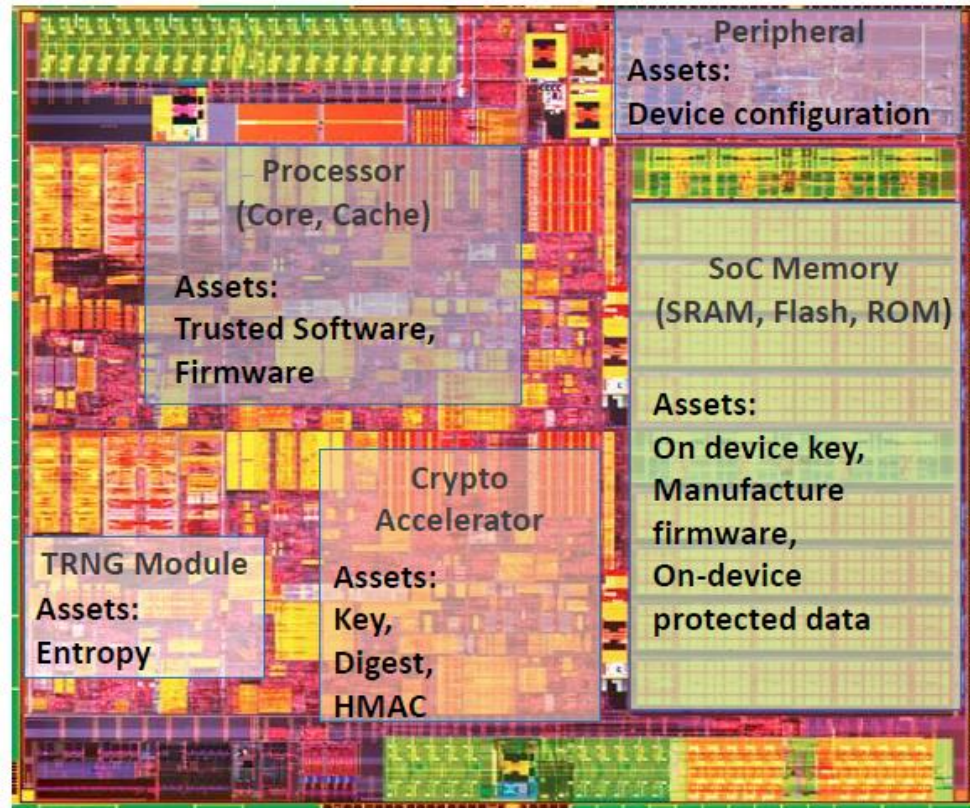 Peripheral
Assets:
Device configuration
Processor
(Core, Cache)
Assets:
Trusted Software,
Firmware
SoC Memory
(SRAM, Flash, ROM)
Assets:
On device key,
Manufacture
firmware,
On-device
protected data
Crypto
Accelerator
Assets:
Key,
Digest,
HMAC
TRNG Module
Assets:
Entropy